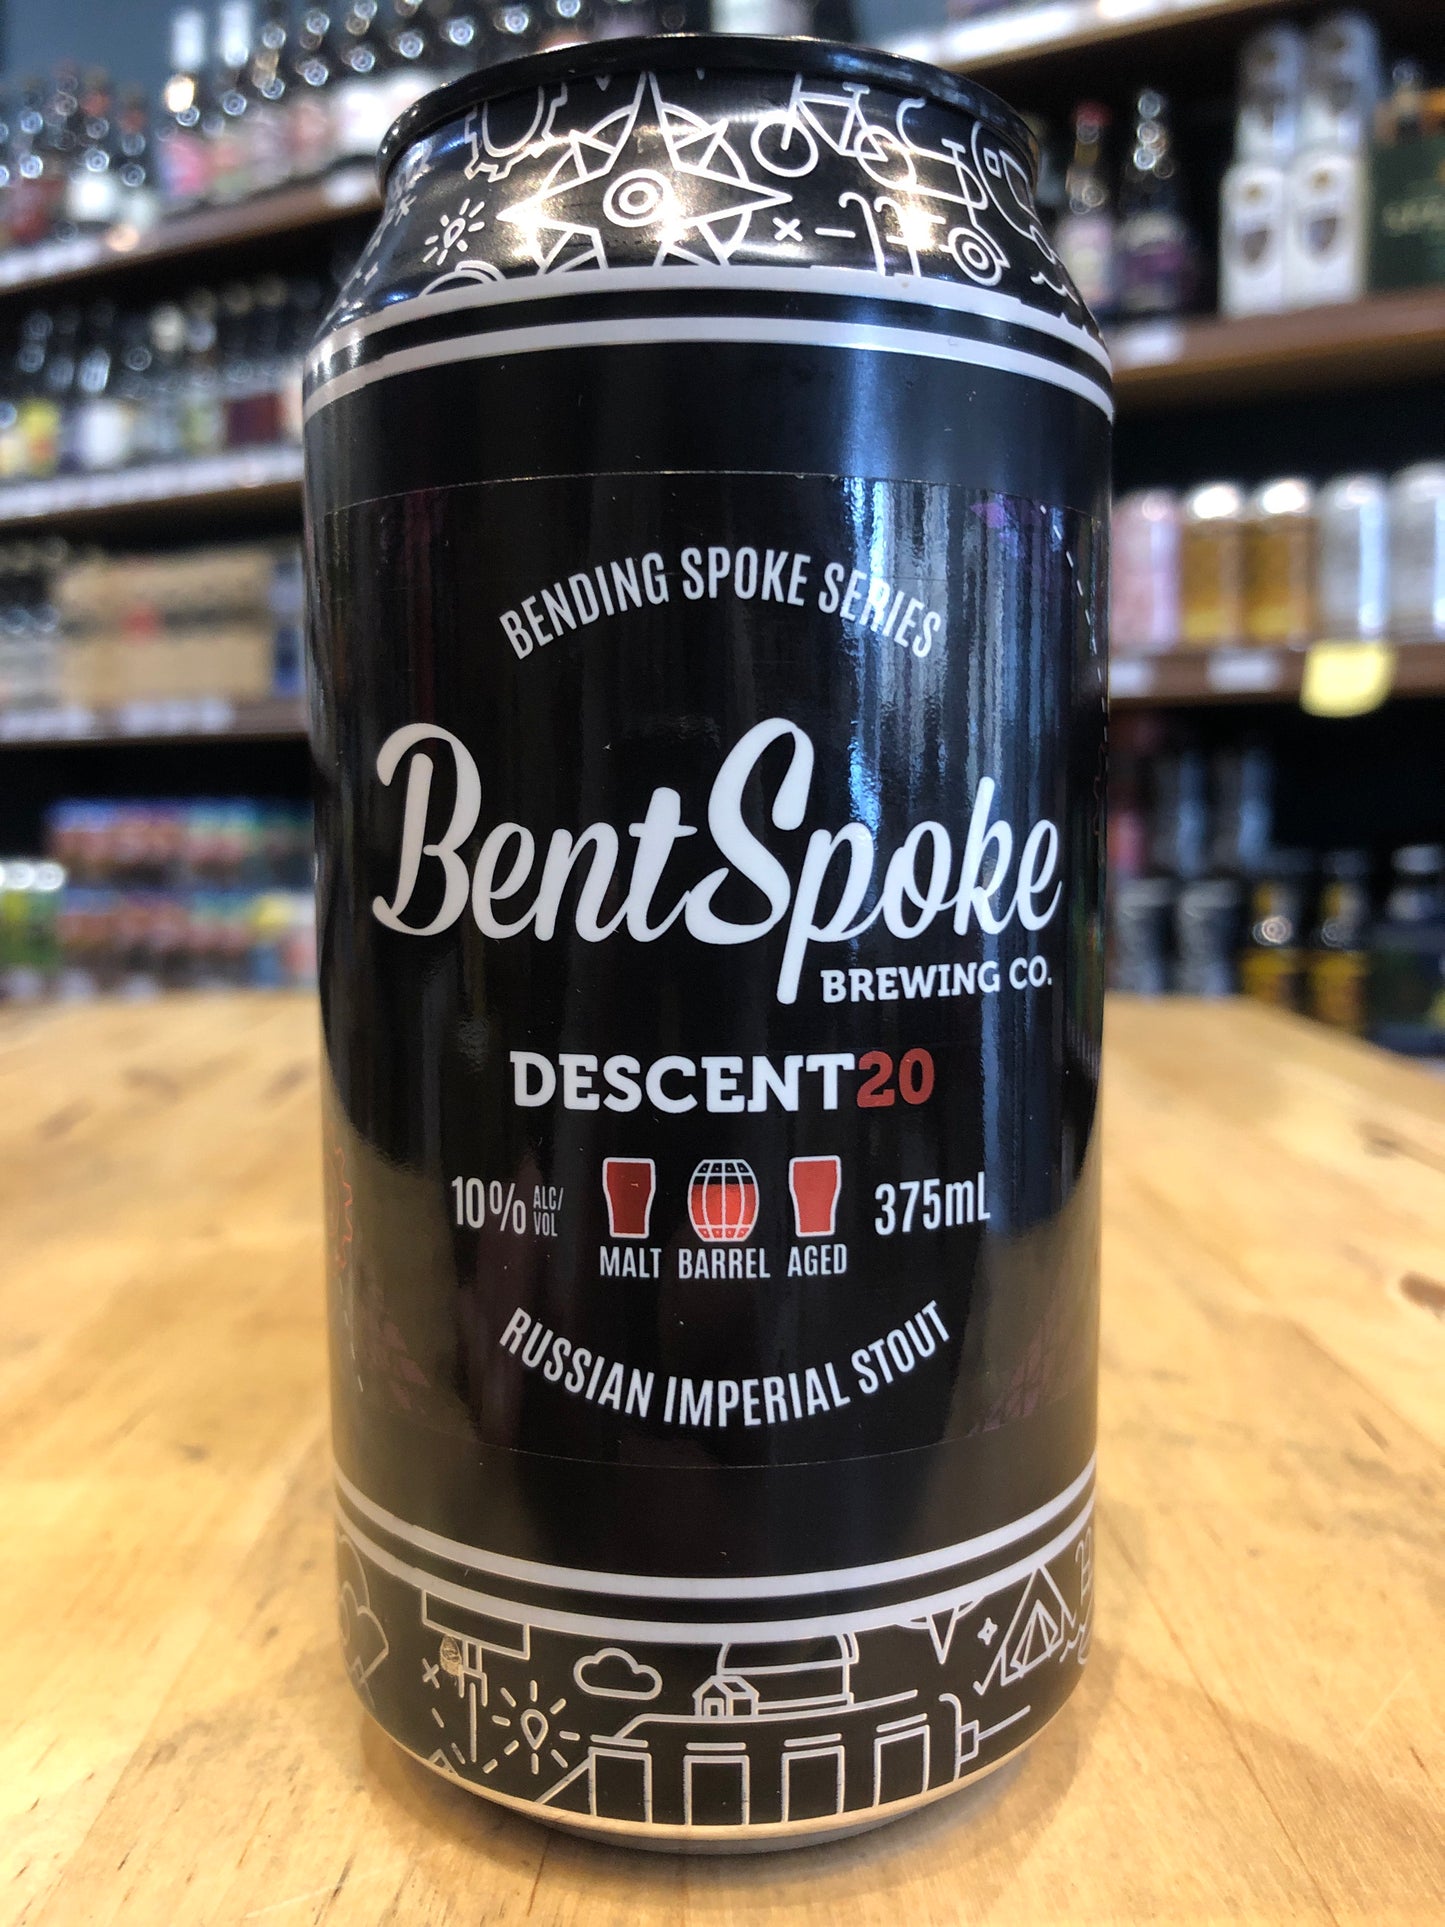 BENDING SPOKE SERIES
BentSpoke
BREWING CO.
DESCENT20
10% ALC/VOL
375mL
MALT BARREL AGED
RUSSIAN IMPERIAL STOUT